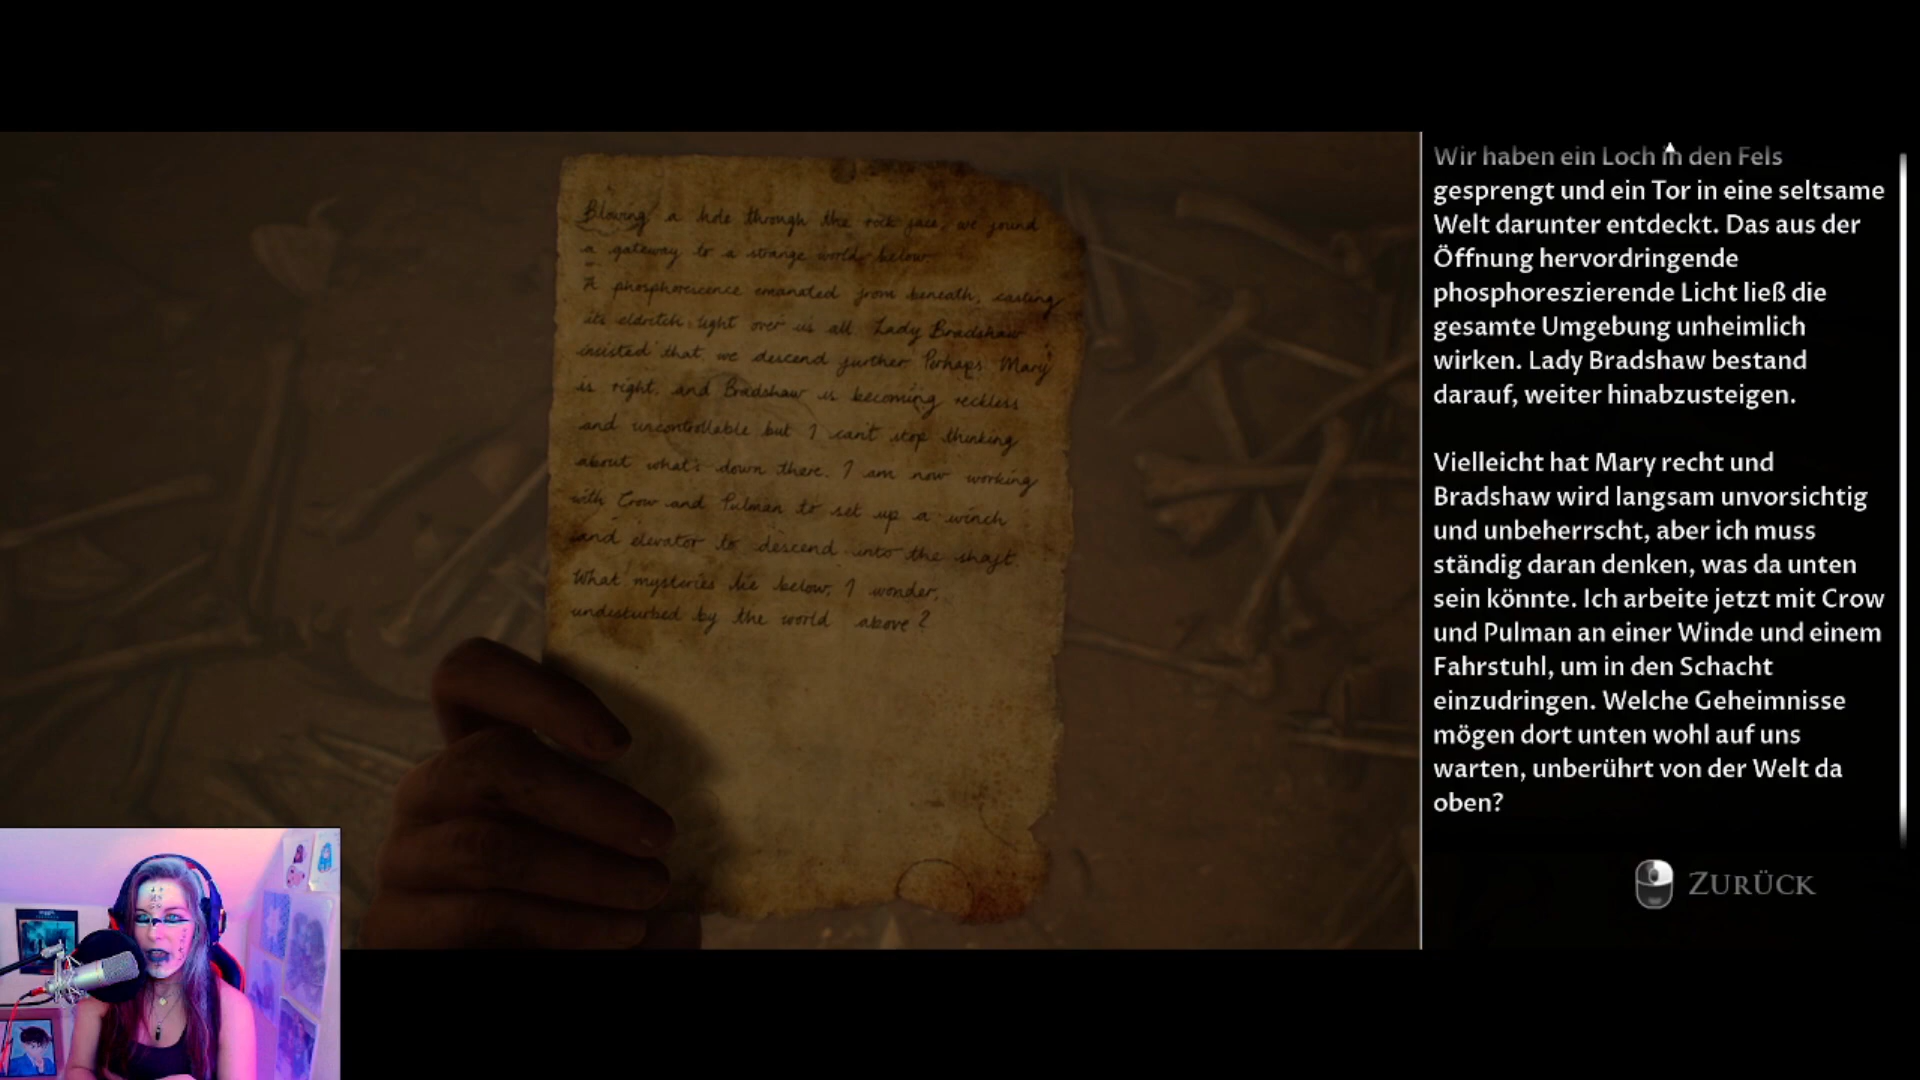 Blowing a hole through the rock face, we found
a gateway to a strange world below.
A phosphorescence emanated from beneath, casting
its eldritch light over us all. Lady Bradshaw
insisted that we descend further. Perhaps Mary
is right, and Bradshaw is becoming reckless
and uncontrollable but I can't stop thinking
about what's down there. I am now working
with Crow and Pulman to set up a winch
and elevator to descend into the shaft.
What mysteries lie below, I wonder,
undisturbed by the world above?
Wir haben ein Loch in den Fels
gesprengt und ein Tor in eine seltsame
Welt darunter entdeckt. Das aus der
Öffnung hervordringende
phosphoreszierende Licht ließ die
gesamte Umgebung unheimlich
wirken. Lady Bradshaw bestand
darauf, weiter hinabzusteigen.
Vielleicht hat Mary recht und
Bradshaw wird langsam unvorsichtig
und unbeherrscht, aber ich muss
ständig daran denken, was da unten
sein könnte. Ich arbeite jetzt mit Crow
und Pulman an einer Winde und einem
Fahrstuhl, um in den Schacht
einzudringen. Welche Geheimnisse
mögen dort unten wohl auf uns
warten, unberührt von der Welt da
oben?
ZURÜCK